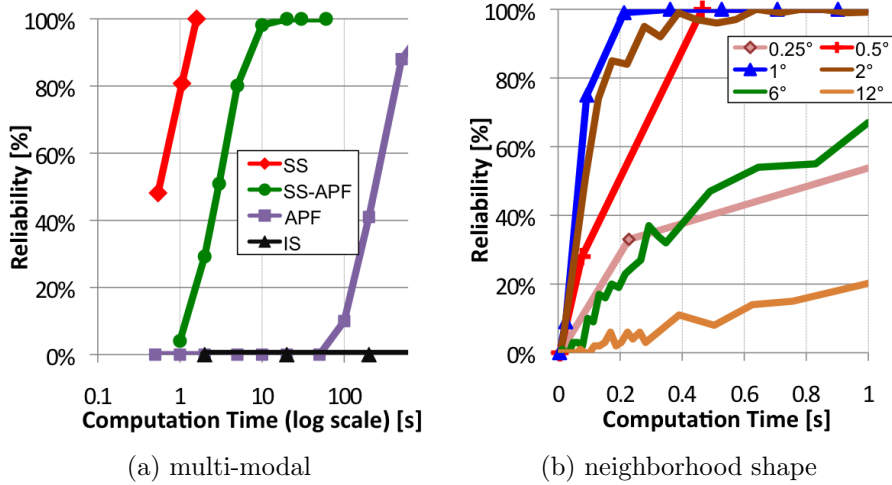 100%
80%
60%
40%
20%
0%
Reliability [%]
SS
SS-APF
APF
IS
0.1 1 10 100
Computation Time (log scale) [s]
(a) multi-modal
100%
80%
60%
40%
20%
0%
Reliability [%]
0.25° 0.5°
1° 2°
6° 12°
0 0.2 0.4 0.6 0.8 1
Computation Time [s]
(b) neighborhood shape